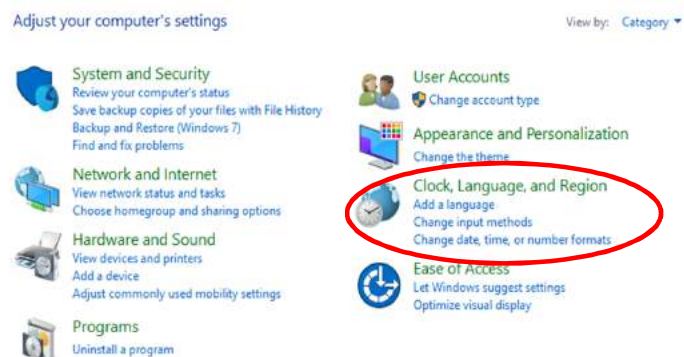 Adjust your computer's settings
View by: Category
System and Security
Review your computer's status
Save backup copies of your files with File History
Backup and Restore (Windows 7)
Find and fix problems
Network and Internet
View network status and tasks
Choose homegroup and sharing options
Hardware and Sound
View devices and printers
Add a device
Adjust commonly used mobility settings
Programs
Uninstall a program
User Accounts
Change account type
Appearance and Personalization
Change the theme
Clock, Language, and Region
Add a language
Change input methods
Change date, time, or number formats
Ease of Access
Let Windows suggest settings
Optimize visual display